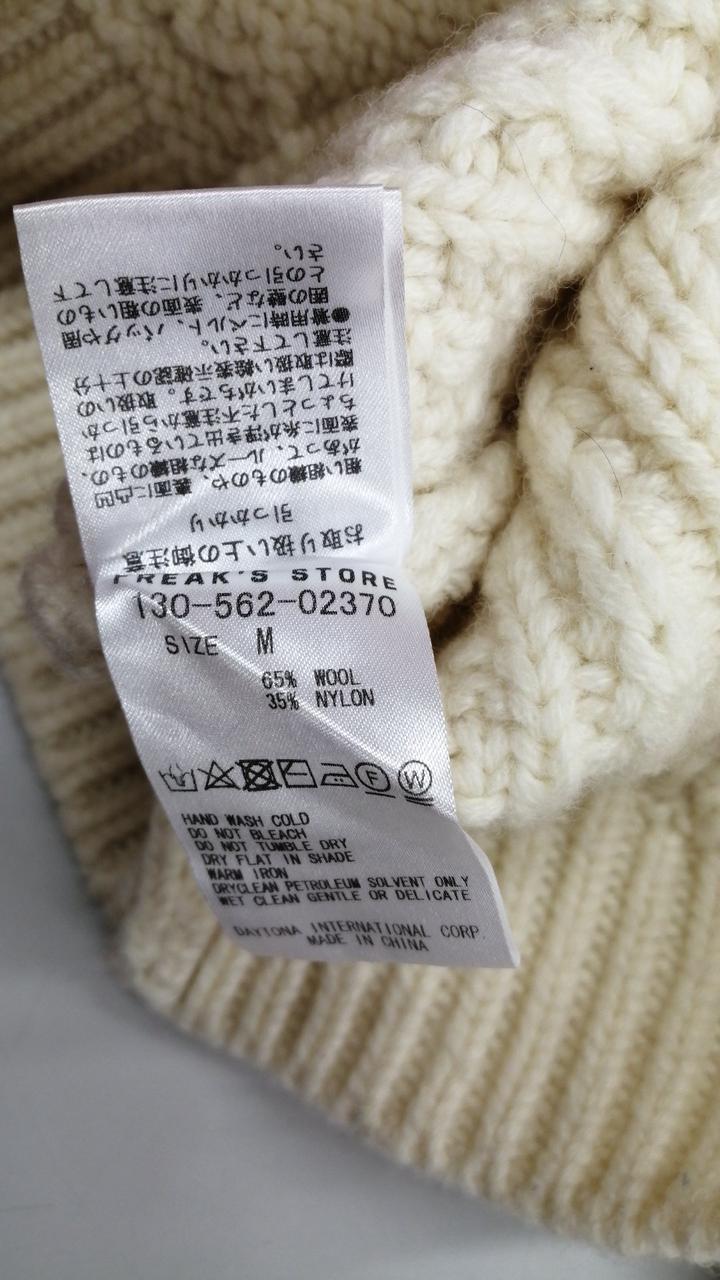 FREAK'S STORE
130-562-02370
SIZE M
65% WOOL
35% NYLON
HAND WASH COLD
DO NOT BLEACH
DO NOT TUMBLE DRY
DRY FLAT IN SHADE
WARM IRON
DRYCLEAN PETROLEUM SOLVENT ONLY
WET CLEAN GENTLE OR DELICATE
DAYTONA INTERNATIONAL CORP.
MADE IN CHINA
お取り扱い上の御注意
引っかかり
粗い組織のものや、表面に凸凹
があって、ルーズな組織のもの、
表面に糸が浮き出ているものは
ちょっとした不注意から引っか
けてしまいがちです。取扱いの
際は取扱い絵表示確認の上十分
注意して下さい。
●着用時にベルト、バッグや周
囲の壁など、表面の粗いもの
との引っかかりに注意して下
さい。